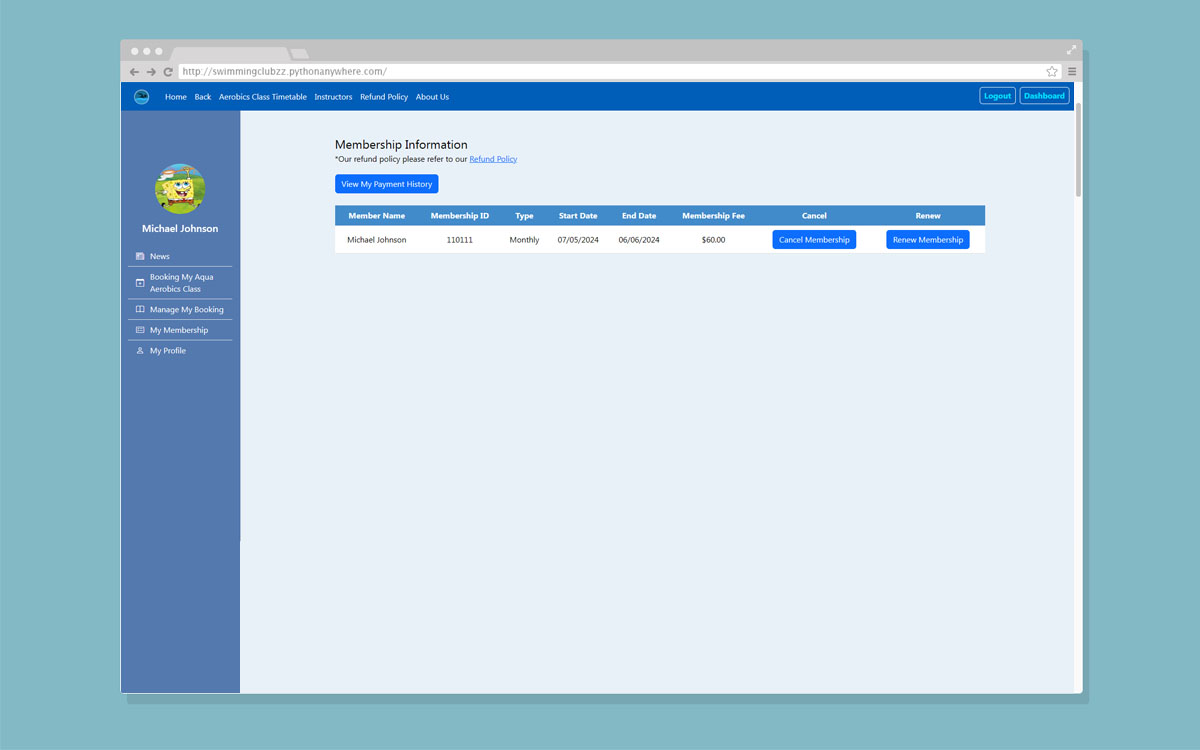 http://swimmingclubzz.pythonanywhere.com/
Home Back Aerobics Class Timetable Instructors Refund Policy About Us Logout Dashboard
Michael Johnson
News
Booking My Aqua
Aerobics Class
Manage My Booking
My Membership
My Profile
Membership Information
*Our refund policy please refer to our Refund Policy
View My Payment History
Member Name Membership ID Type Start Date End Date Membership Fee Cancel Renew
Michael Johnson 110111 Monthly 07/05/2024 06/06/2024 $60.00 Cancel Membership Renew Membership